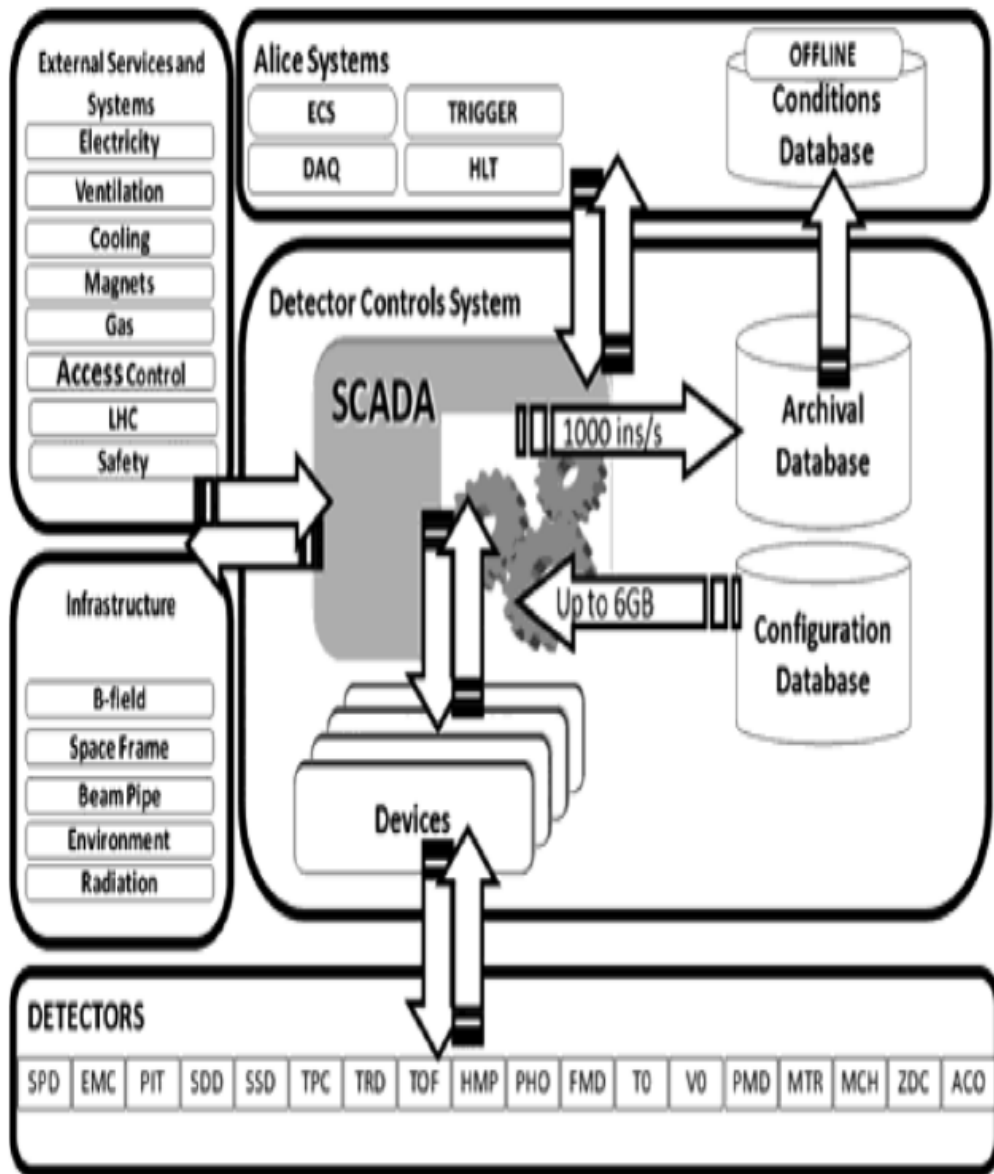 External Services and
Systems
Electricity
Ventilation
Cooling
Magnets
Gas
Access Control
LHC
Safety
Infrastructure
B-field
Space Frame
Beam Pipe
Environment
Radiation
Alice Systems
ECS
TRIGGER
DAQ
HLT
OFFLINE
Conditions
Database
Detector Controls System
SCADA
1000 ins/s
Archival
Database
Up to 6GB
Configuration
Database
Devices
DETECTORS
SPD EMC PIT SDD SSD TPC TRD TOF HMP PHO FMD T0 V0 PMD MTR MCH ZDC ACO